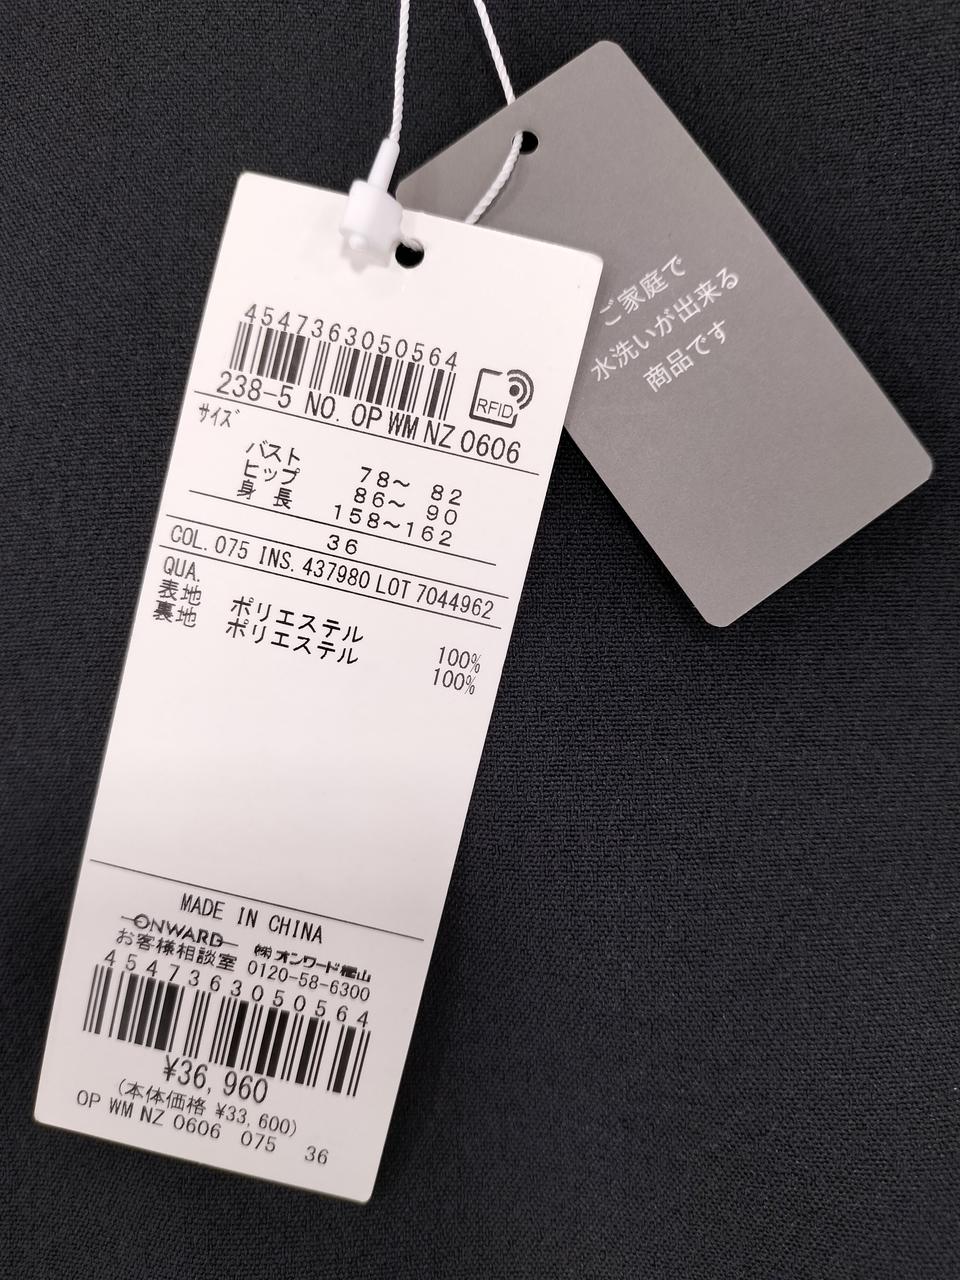 4547363050564
RFID
238-5 NO. OP WM NZ 0606
サイズ
バスト 78～ 82
ヒップ 86～ 90
身長 158～162
36
COL. 075 INS. 437980 LOT 7044962
QUA.
表地 ポリエステル 100%
裏地 ポリエステル 100%
MADE IN CHINA
ONWARD ㈱オンワード樫山
お客様相談室 0120-58-6300
4547363050564
¥36,960
(本体価格 ¥33,600)
OP WM NZ 0606 075 36
ご家庭で
水洗いが出来る
商品です